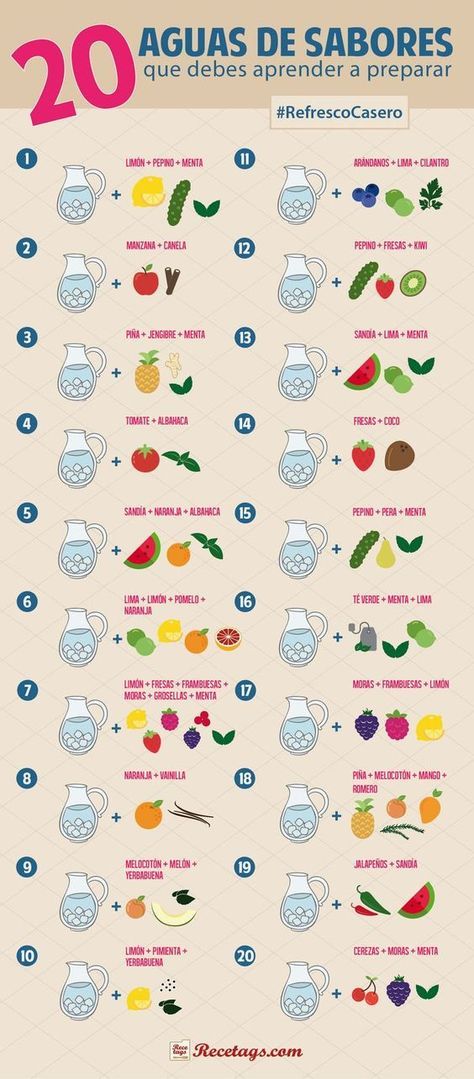 20 AGUAS DE SABORES
que debes aprender a preparar
#RefrescoCasero
1
LIMÓN + PEPINO + MENTA
2
MANZANA + CANELA
3
PIÑA + JENGIBRE + MENTA
4
TOMATE + ALBAHACA
5
SANDÍA + NARANJA + ALBAHACA
6
LIMA + LIMÓN + POMELO +
NARANJA
7
LIMÓN + FRESAS + FRAMBUESAS +
MORAS + GROSELLAS + MENTA
8
NARANJA + VAINILLA
9
MELOCOTÓN + MELÓN +
YERBABUENA
10
LIMÓN + PIMIENTA +
YERBABUENA
11
ARÁNDANOS + LIMA + CILANTRO
12
PEPINO + FRESAS + KIWI
13
SANDÍA + LIMA + MENTA
14
FRESAS + COCO
15
PEPINO + PERA + MENTA
16
TÉ VERDE + MENTA + LIMA
17
MORAS + FRAMBUESAS + LIMÓN
18
PIÑA + MELOCOTÓN + MANGO +
ROMERO
19
JALAPEÑOS + SANDÍA
20
CEREZAS + MORAS + MENTA
Rece
tags
Recetags.com